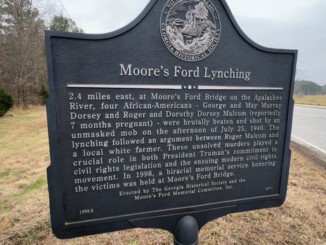 Moore's Ford Lynching
2.4 miles east, at Moore's Ford Bridge on the Apalachee
River, four African-Americans - George and May Murray
Dorsey and Roger and Dorothy Dorsey Malcom (reportedly
7 months pregnant) - were brutally beaten and shot by an
unmasked mob on the afternoon of July 25, 1946. The
lynching followed an argument between Roger Malcom and
a local white farmer. These unsolved murders played a
crucial role in both President Truman's commitment to
civil rights legislation and the ensuing modern civil rights
movement. In 1998, a biracial memorial service honoring
the victims was held at Moore's Ford Bridge.
Erected by The Georgia Historical Society and the
Moore's Ford Memorial Committee, Inc.